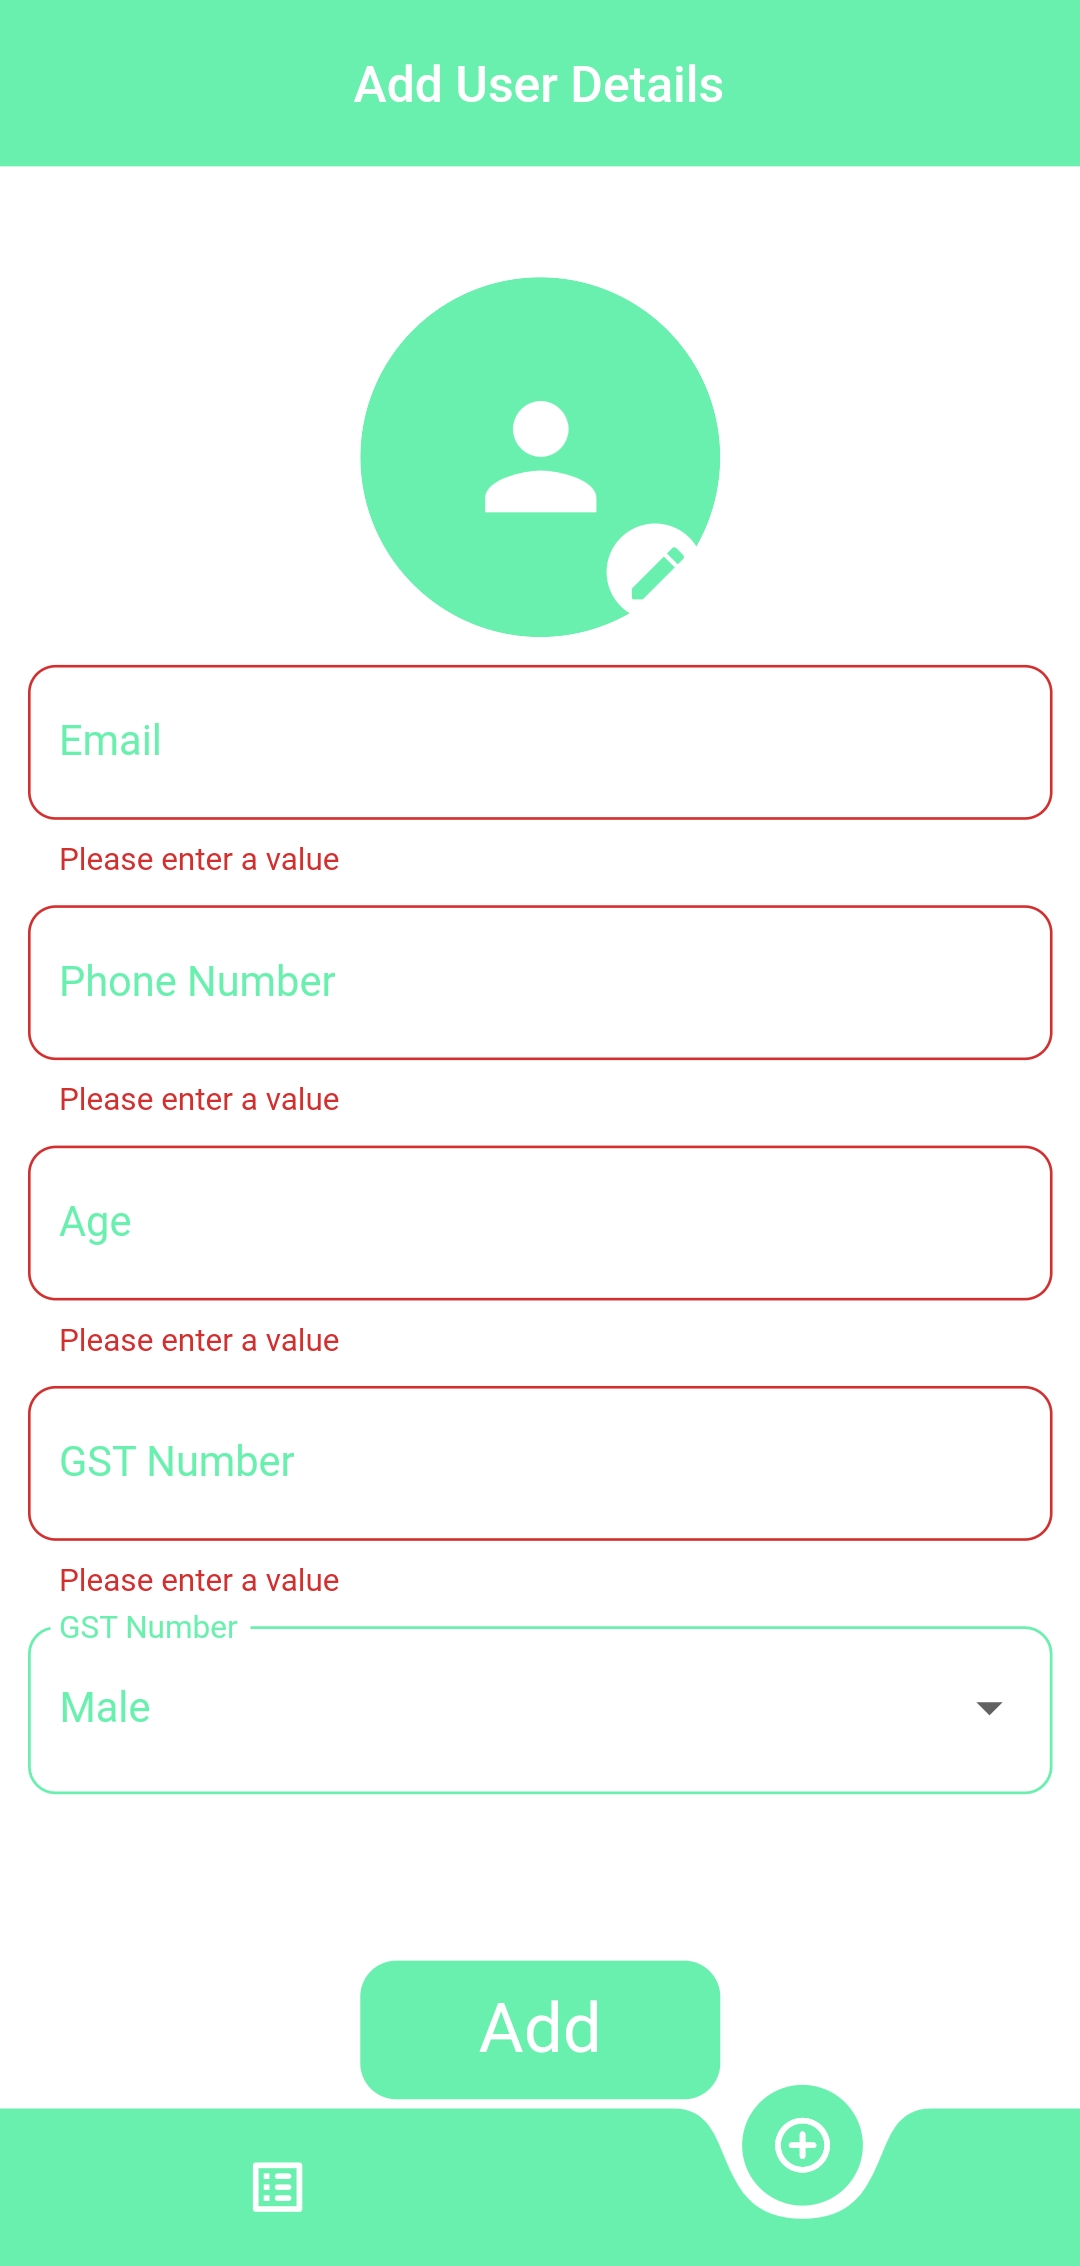 Add User Details
Email
Please enter a value
Phone Number
Please enter a value
Age
Please enter a value
GST Number
Please enter a value
GST Number
Male
Add